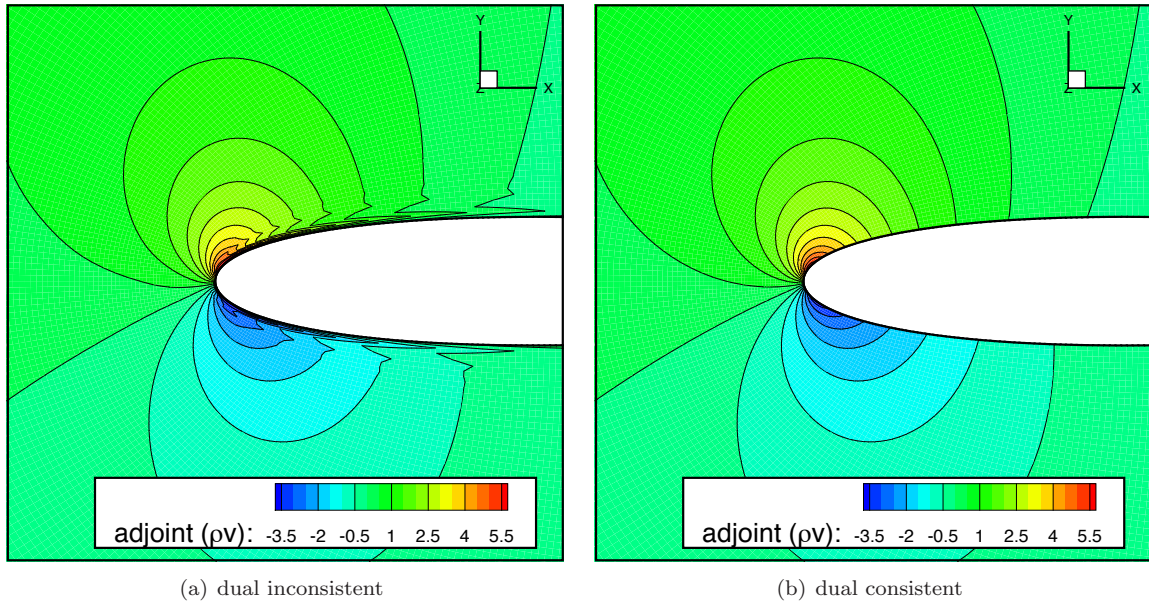 Y
Z X
adjoint (ρv): -3.5 -2 -0.5 1 2.5 4 5.5
(a) dual inconsistent
Y
Z X
adjoint (ρv): -3.5 -2 -0.5 1 2.5 4 5.5
(b) dual consistent